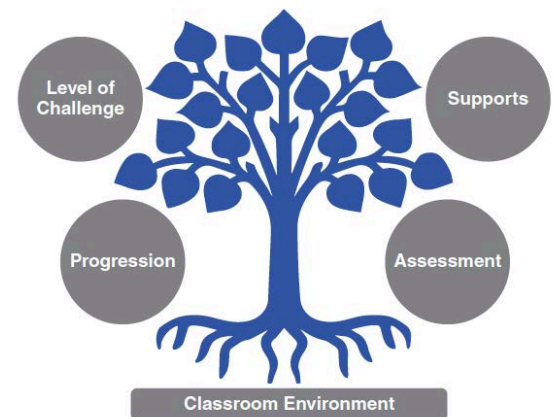 Level of
Challenge
Supports
Progression
Assessment
Classroom Environment